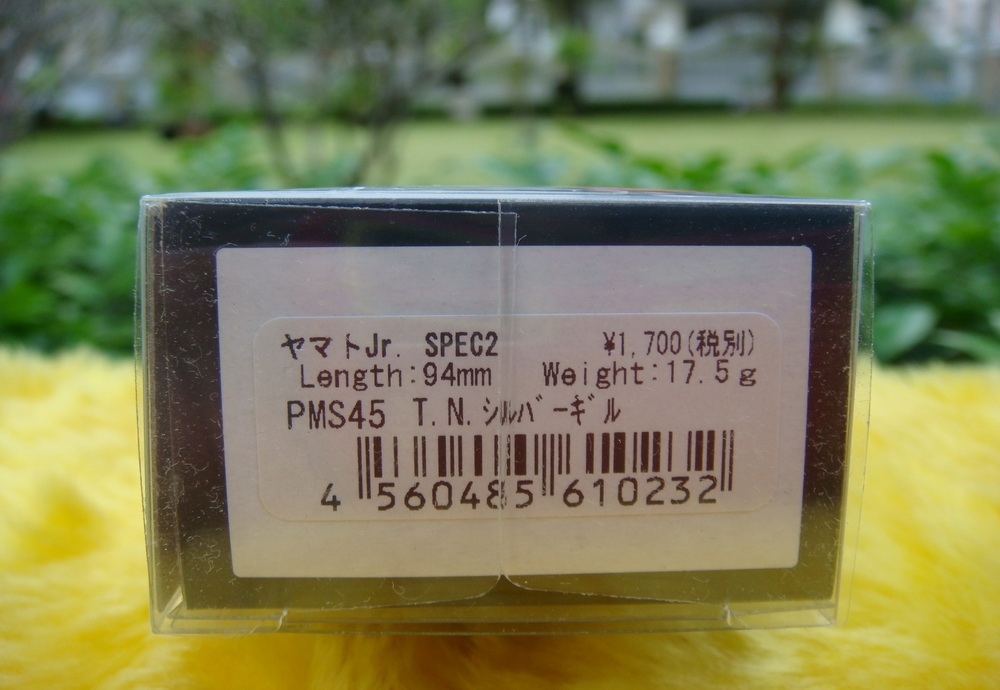 ヤマトJr. SPEC2 ¥1,700(税別)
Length:94mm Weight:17.5g
PMS45 T.N.シルバーギル
4 560485 610232